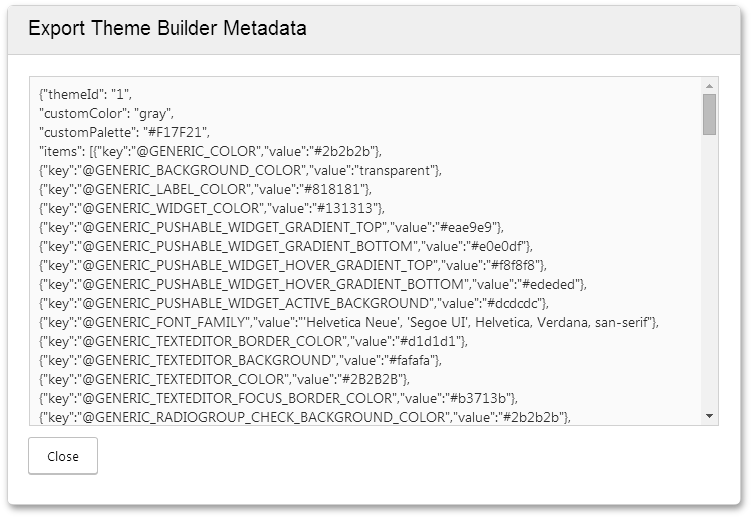 Export Theme Builder Metadata
{"themeId": "1",
"customColor": "gray",
"customPalette": "#F17F21",
"items": [{"key":"@GENERIC_COLOR","value":"#2b2b2b"},
{"key":"@GENERIC_BACKGROUND_COLOR","value":"transparent"},
{"key":"@GENERIC_LABEL_COLOR","value":"#818181"},
{"key":"@GENERIC_WIDGET_COLOR","value":"#131313"},
{"key":"@GENERIC_PUSHABLE_WIDGET_GRADIENT_TOP","value":"#eae9e9"},
{"key":"@GENERIC_PUSHABLE_WIDGET_GRADIENT_BOTTOM","value":"#e0e0df"},
{"key":"@GENERIC_PUSHABLE_WIDGET_HOVER_GRADIENT_TOP","value":"#f8f8f8"},
{"key":"@GENERIC_PUSHABLE_WIDGET_HOVER_GRADIENT_BOTTOM","value":"#ededed"},
{"key":"@GENERIC_PUSHABLE_WIDGET_ACTIVE_BACKGROUND","value":"#dcdcdc"},
{"key":"@GENERIC_FONT_FAMILY","value":"'Helvetica Neue', 'Segoe UI', Helvetica, Verdana, san-serif"},
{"key":"@GENERIC_TEXTEDITOR_BORDER_COLOR","value":"#d1d1d1"},
{"key":"@GENERIC_TEXTEDITOR_BACKGROUND","value":"#fafafa"},
{"key":"@GENERIC_TEXTEDITOR_COLOR","value":"#2B2B2B"},
{"key":"@GENERIC_TEXTEDITOR_FOCUS_BORDER_COLOR","value":"#b3713b"},
{"key":"@GENERIC_RADIOGROUP_CHECK_BACKGROUND_COLOR","value":"#2b2b2b"},
Close